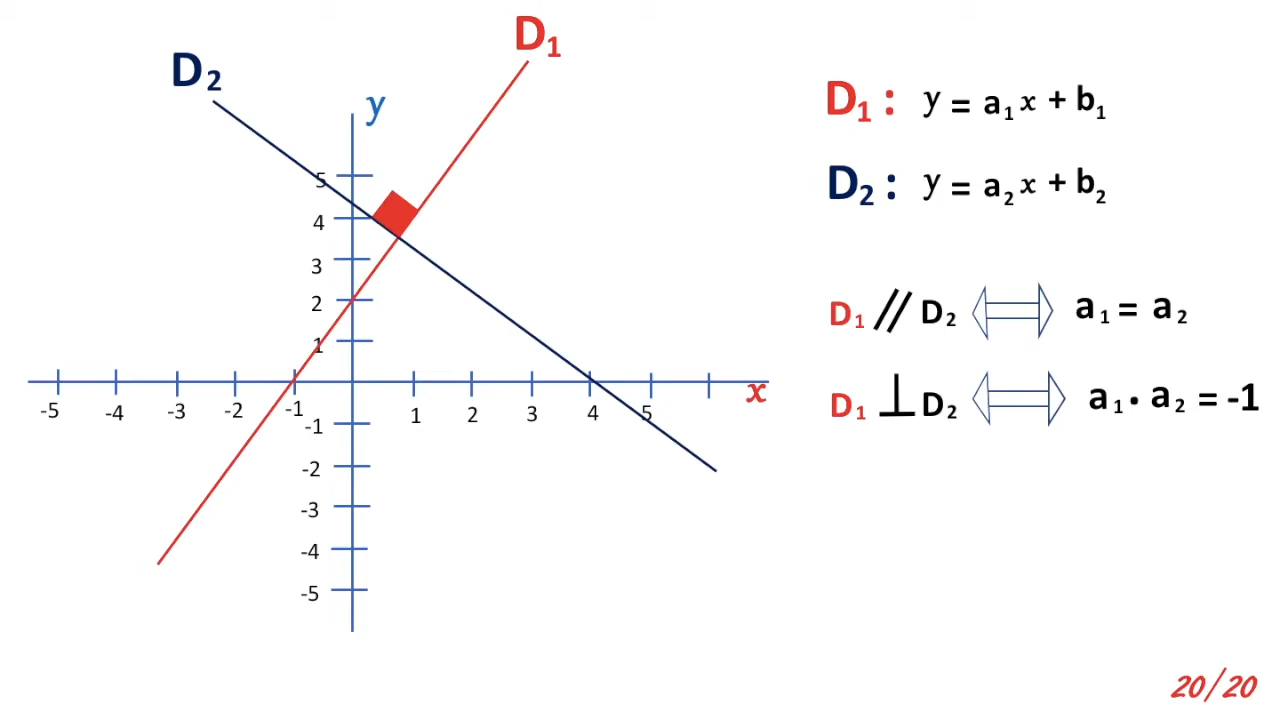 D₁
D₂
y
5
4
3
2
1
-5 -4 -3 -2 -1 1 2 3 4 5 x
-1
-2
-3
-4
-5
D₁ : y = a₁x + b₁
D₂ : y = a₂x + b₂
D₁ // D₂ ⟺ a₁ = a₂
D₁ ⊥ D₂ ⟺ a₁ . a₂ = -1
20/20